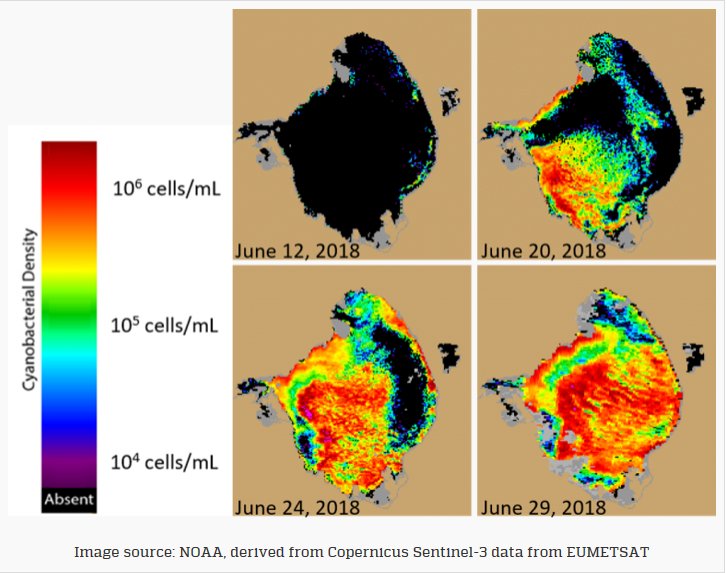 June 12, 2018
June 20, 2018
Cyanobacterial Density
10⁶ cells/mL
10⁵ cells/mL
10⁴ cells/mL
Absent
June 24, 2018
June 29, 2018
Image source: NOAA, derived from Copernicus Sentinel-3 data from EUMETSAT